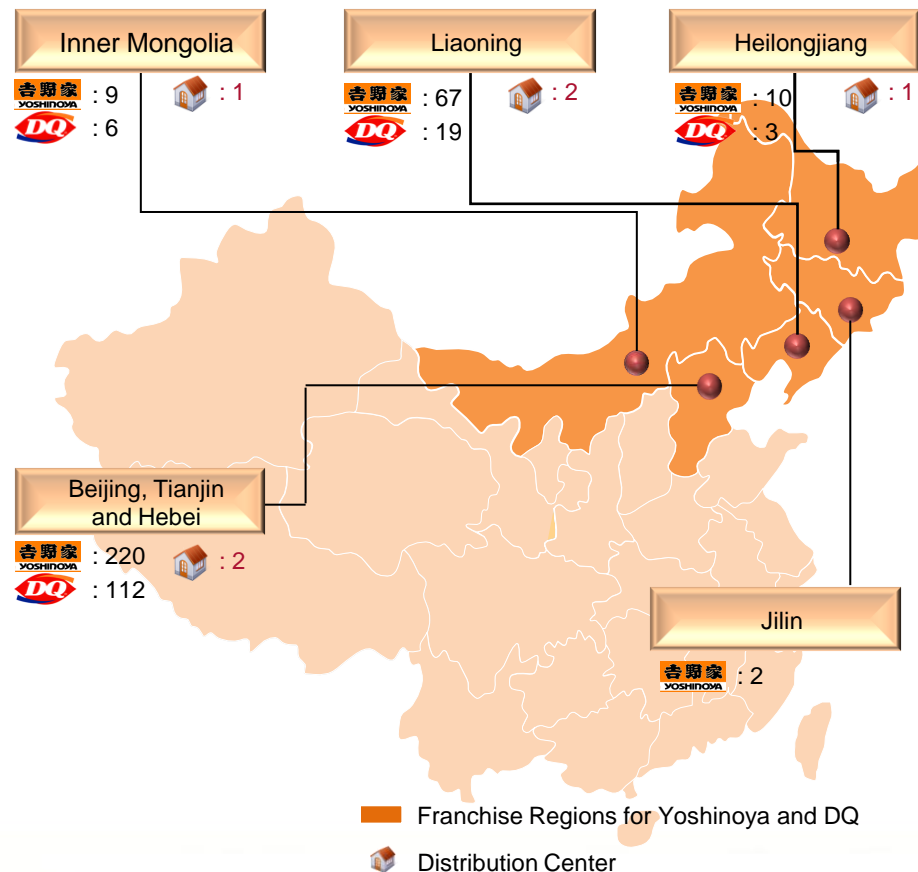 Inner Mongolia
吉野家
YOSHINOYA
: 9
DQ
: 6
: 1
Liaoning
吉野家
YOSHINOYA
: 67
DQ
: 19
: 2
Heilongjiang
吉野家
YOSHINOYA
: 10
DQ
: 3
: 1
Beijing, Tianjin
and Hebei
吉野家
YOSHINOYA
: 220
DQ
: 112
: 2
Jilin
吉野家
YOSHINOYA
: 2
Franchise Regions for Yoshinoya and DQ
Distribution Center